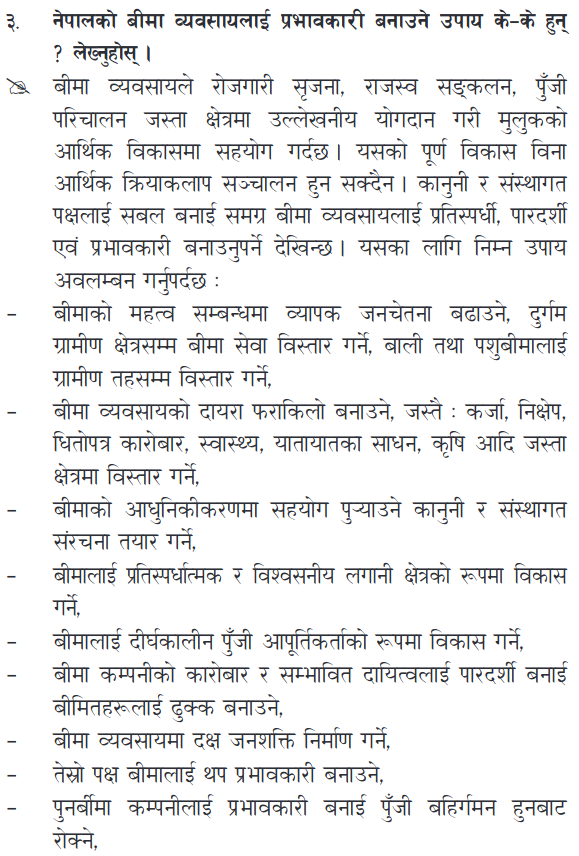 ३. नेपालको बीमा व्यवसायलाई प्रभावकारी बनाउने उपाय के-के हुन्
? लेख्नुहोस् ।
बीमा व्यवसायले रोजगारी सृजना, राजस्व सङ्कलन, पुँजी
परिचालन जस्ता क्षेत्रमा उल्लेखनीय योगदान गरी मुलुकको
आर्थिक विकासमा सहयोग गर्दछ । यसको पूर्ण विकास विना
आर्थिक क्रियाकलाप सञ्चालन हुन सक्दैन । कानुनी र संस्थागत
पक्षलाई सबल बनाई समग्र बीमा व्यवसायलाई प्रतिस्पर्धी, पारदर्शी
एवं प्रभावकारी बनाउनुपर्ने देखिन्छ । यसका लागि निम्न उपाय
अवलम्बन गर्नुपर्दछ :
– बीमाको महत्व सम्बन्धमा व्यापक जनचेतना बढाउने, दुर्गम
ग्रामीण क्षेत्रसम्म बीमा सेवा विस्तार गर्ने, बाली तथा पशुबीमालाई
ग्रामीण तहसम्म विस्तार गर्ने,
– बीमा व्यवसायको दायरा फराकिलो बनाउने, जस्तै : कर्जा, निक्षेप,
धितोपत्र कारोबार, स्वास्थ्य, यातायातका साधन, कृषि आदि जस्ता
क्षेत्रमा विस्तार गर्ने,
– बीमाको आधुनिकीकरणमा सहयोग पुऱ्याउने कानुनी र संस्थागत
संरचना तयार गर्ने,
– बीमालाई प्रतिस्पर्धात्मक र विश्वसनीय लगानी क्षेत्रको रूपमा विकास
गर्ने,
– बीमालाई दीर्घकालीन पुँजी आपूर्तिकर्ताको रूपमा विकास गर्ने,
– बीमा कम्पनीको कारोबार र सम्भावित दायित्वलाई पारदर्शी बनाई
बीमितहरूलाई ढुक्क बनाउने,
– बीमा व्यवसायमा दक्ष जनशक्ति निर्माण गर्ने,
– तेस्रो पक्ष बीमालाई थप प्रभावकारी बनाउने,
– पुनर्बीमा कम्पनीलाई प्रभावकारी बनाई पुँजी बहिर्गमन हुनबाट
रोक्ने,